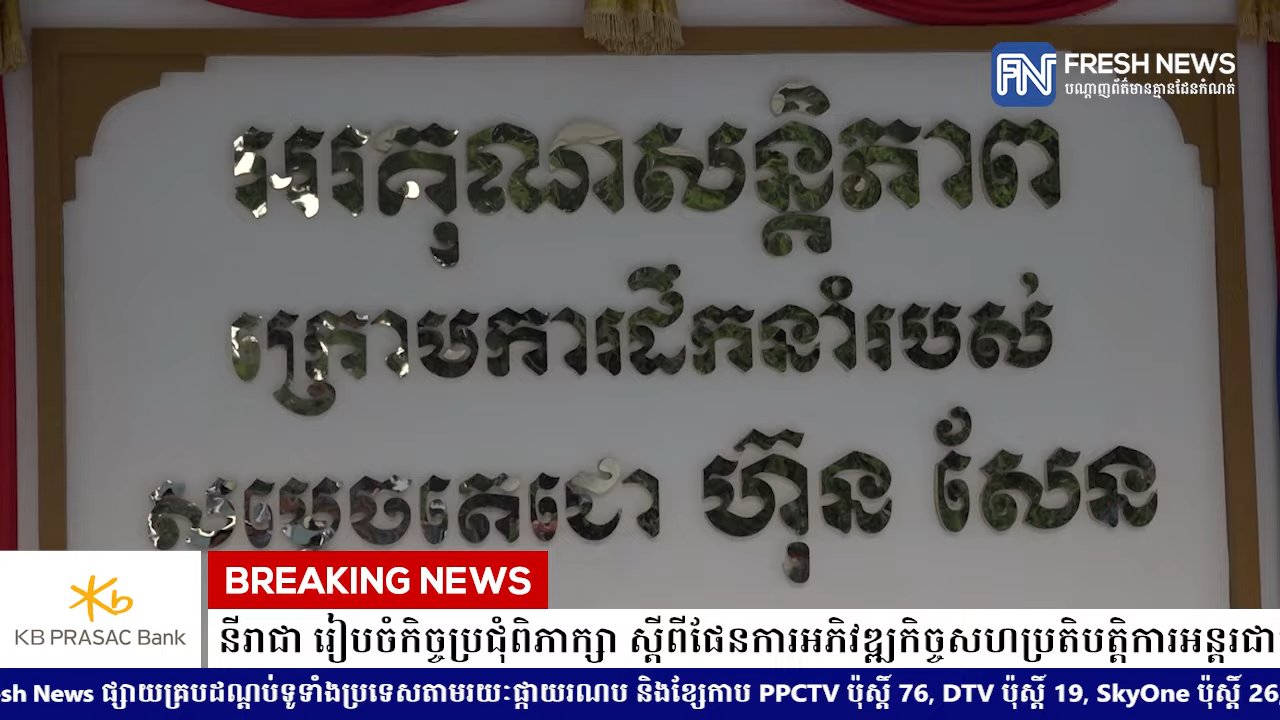 FRESH NEWS
បណ្ដាញព័ត៌មានគ្មានដែនកំណត់
អរគុណសន្តិភាព
ក្រោមការដឹកនាំរបស់
សម្តេចតេជោ ហ៊ុន សែន
BREAKING NEWS
KB PRASAC Bank
នីរាជា រៀបចំកិច្ចប្រជុំពិភាក្សា ស្ដីពីផែនការអភិវឌ្ឍកិច្ចសហប្រតិបត្តិការអន្តរជា
esh News ផ្សាយគ្របដណ្តប់ទូទាំងប្រទេសតាមរយៈផ្កាយរណប និងខ្សែកាប PPCTV ប៉ុស្តិ៍ 76, DTV ប៉ុស្តិ៍ 19, SkyOne ប៉ុស្តិ៍ 26,